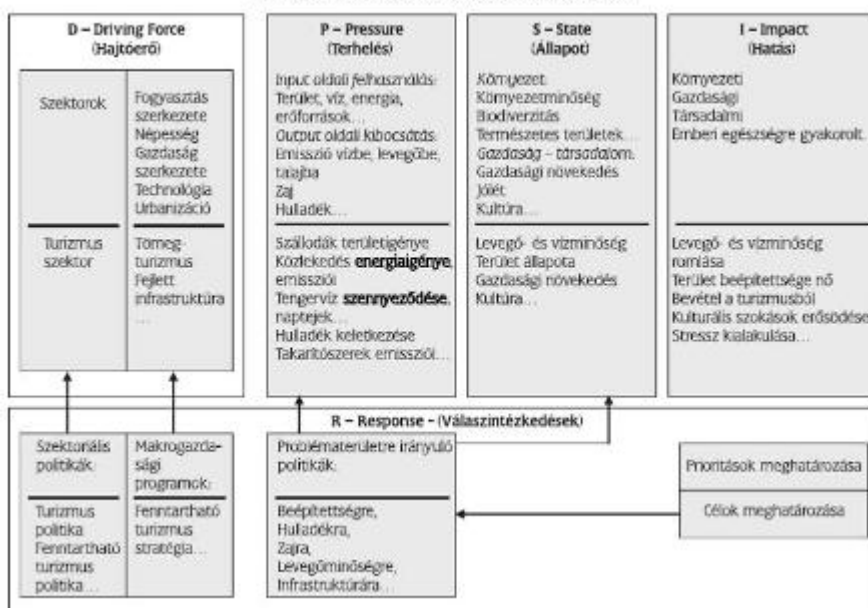 D – Driving Force
(Hajtóerő)
Szektorok
Fogyasztás
szerkezete
Népesség
Gazdaság
szerkezete
Technológia
Urbanizáció
Turizmus
szektor
Tömeg-
turizmus
Fejlett
infrastruktúra
…
P – Pressure
(Terhelés)
Input oldali felhasználás:
Terület, víz, energia,
erőforrások…
Output oldali kibocsátás:
Emisszió vízbe, levegőbe,
talajba
Zaj
Hulladék…
Szállodák területigénye
Közlekedés energiaigénye,
emissziói
Tengervíz szennyeződése,
naptejek…
Hulladék keletkezése
Takarítószerek emissziói…
S – State
(Állapot)
Környezet:
Környezetminőség
Biodiverzitás
Természetes területek…
Gazdaság – társadalom:
Gazdasági növekedés
Jólét
Kultúra…
Levegő- és vízminőség
Terület állapota
Gazdasági növekedés
Kultúra…
I – Impact
(Hatás)
Környezeti
Gazdasági
Társadalmi
Emberi egészségre gyakorolt.
Levegő- és vízminőség
romlása
Terület beépítettsége nő
Bevétel a turizmusból
Kulturális szokások erősödése
Stressz kialakulása…
R – Response – (Válaszintézkedések)
Szektoriális
politikák
Makrogazda-
sági
programok:
Turizmus
politika
Fenntartható
turizmus
politika…
Fenntartható
turizmus
stratégia…
Problématerületre irányuló
politikák:
Beépítettségre,
Hulladékra,
Zajra,
Levegőminőségre,
Infrastruktúrára…
Prioritások meghatározása
Célok meghatározása